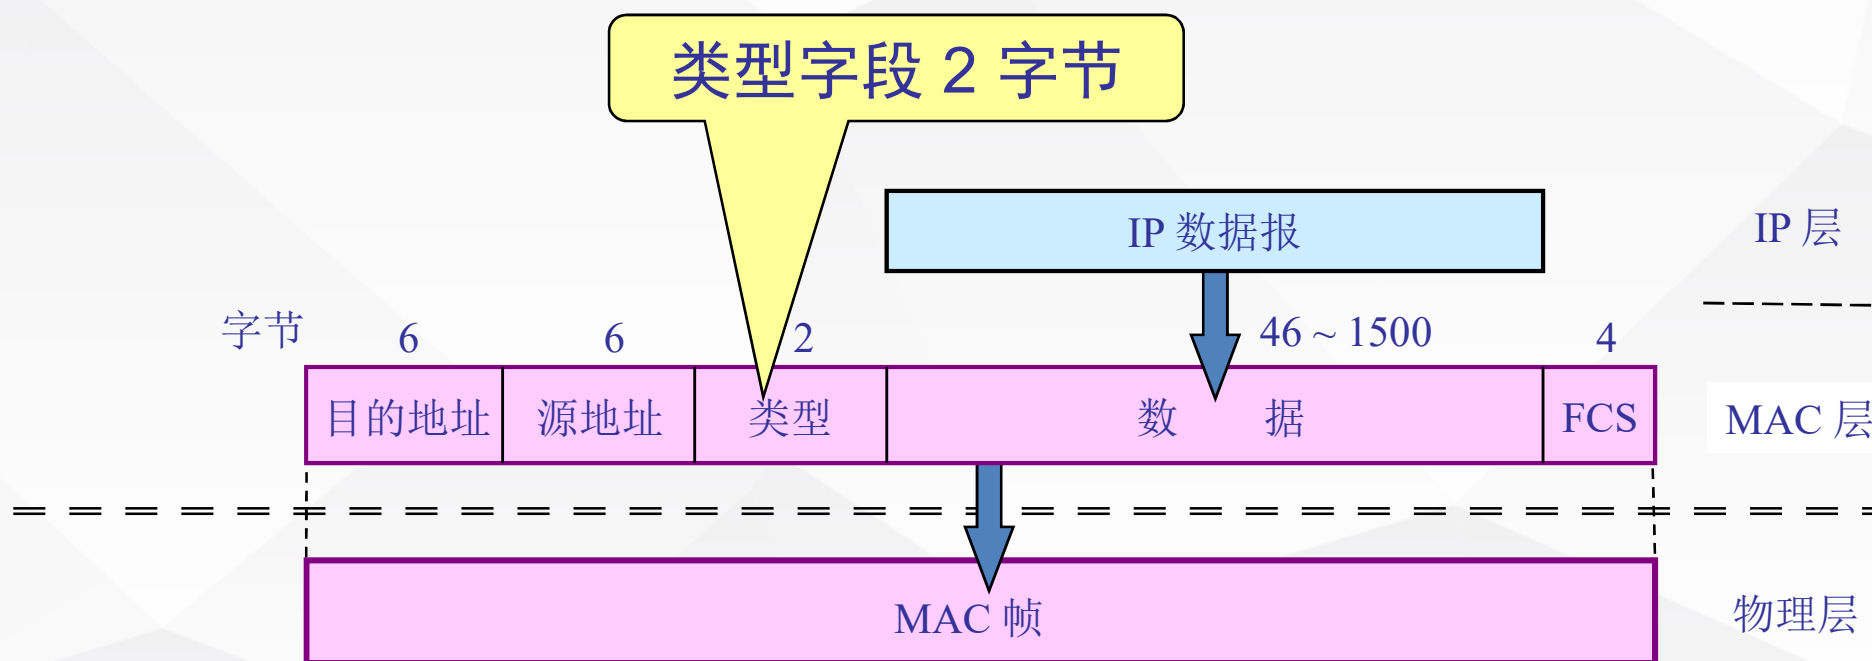 类型字段 2 字节
IP 数据报
IP 层
字节
6
6
2
46 ~ 1500
4
目的地址
源地址
类型
数 据
FCS
MAC 层
MAC 帧
物理层